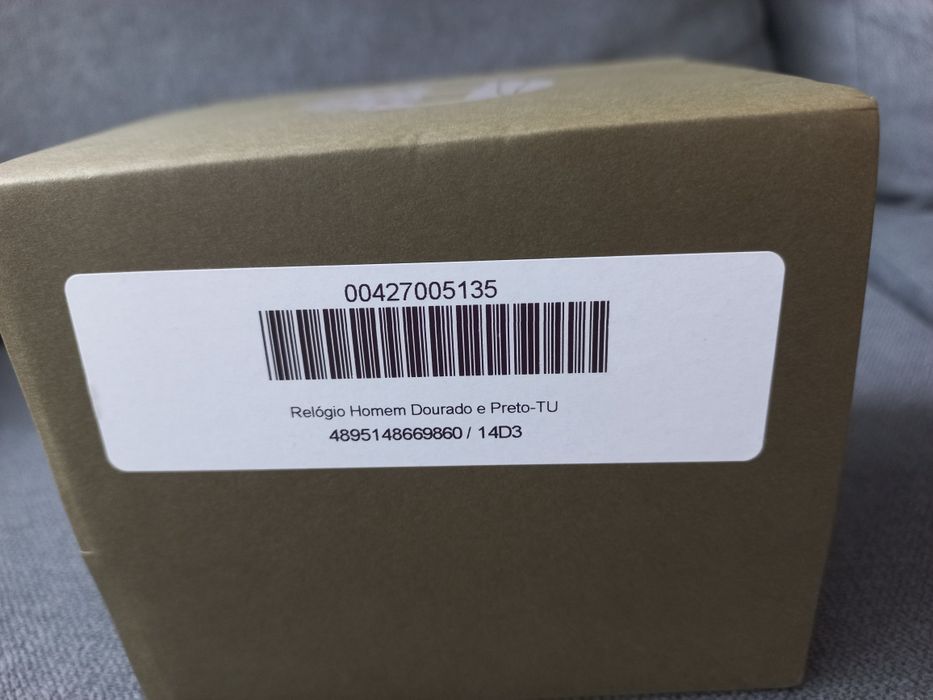 00427005135
Relógio Homem Dourado e Preto-TU
4895148669860 / 14D3